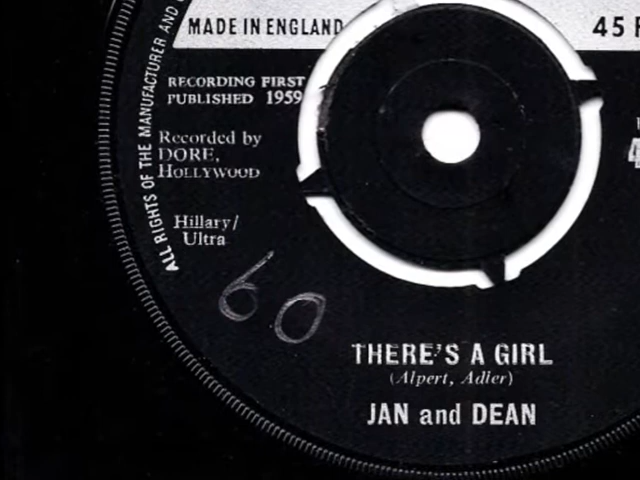 MADE IN ENGLAND
45
RECORDING FIRST
PUBLISHED 1959
ALL RIGHTS OF THE MANUFACTURER AND
Recorded by
DORE,
HOLLYWOOD
Hillary/
Ultra
60
THERE'S A GIRL
(Alpert, Adler)
JAN and DEAN